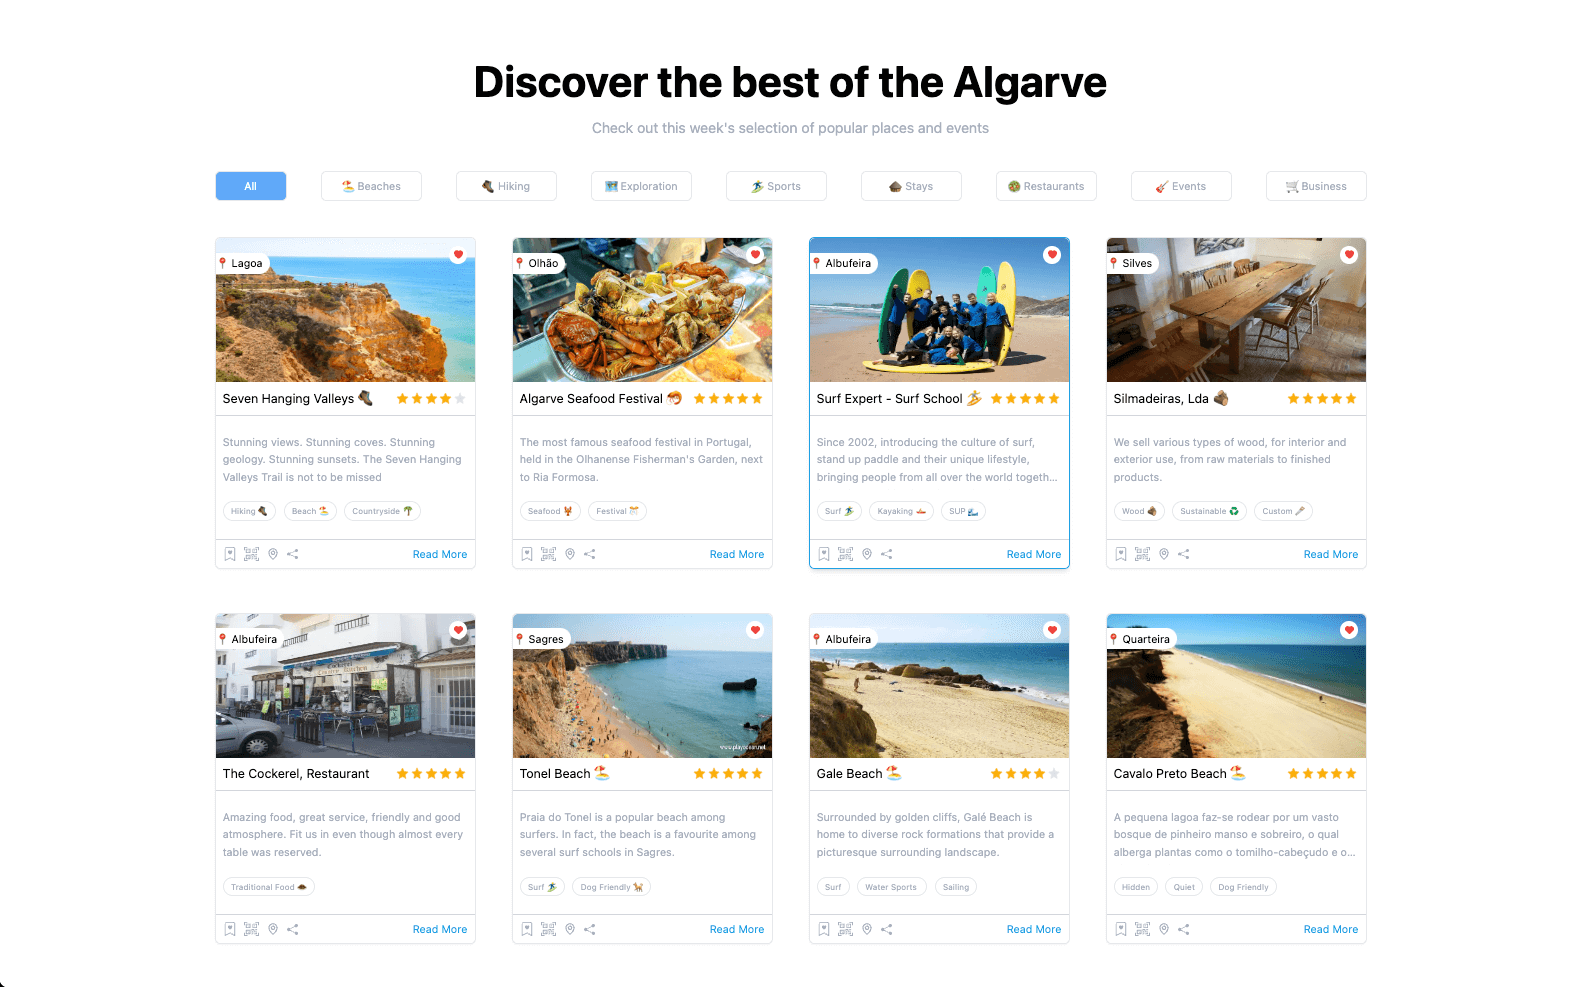 Discover the best of the Algarve
Check out this week's selection of popular places and events
All
Beaches
Hiking
Exploration
Sports
Stays
Restaurants
Events
Business
Lagoa
Seven Hanging Valleys
Stunning views. Stunning coves. Stunning
geology. Stunning sunsets. The Seven Hanging
Valleys Trail is not to be missed
Hiking
Beach
Countryside
Read More
Olhão
Algarve Seafood Festival
The most famous seafood festival in Portugal,
held in the Olhanense Fisherman's Garden, next
to Ria Formosa.
Seafood
Festival
Read More
Albufeira
Surf Expert - Surf School
Since 2002, introducing the culture of surf,
stand up paddle and their unique lifestyle,
bringing people from all over the world togeth...
Surf
Kayaking
SUP
Read More
Silves
Silmadeiras, Lda
We sell various types of wood, for interior and
exterior use, from raw materials to finished
products.
Wood
Sustainable
Custom
Read More
Albufeira
The Cockerel, Restaurant
Amazing food, great service, friendly and good
atmosphere. Fit us in even though almost every
table was reserved.
Traditional Food
Read More
Sagres
www.playocean.net
Tonel Beach
Praia do Tonel is a popular beach among
surfers. In fact, the beach is a favourite among
several surf schools in Sagres.
Surf
Dog Friendly
Read More
Albufeira
Gale Beach
Surrounded by golden cliffs, Galé Beach is
home to diverse rock formations that provide a
picturesque surrounding landscape.
Surf
Water Sports
Sailing
Read More
Quarteira
Cavalo Preto Beach
A pequena lagoa faz-se rodear por um vasto
bosque de pinheiro manso e sobreiro, o qual
alberga plantas como o tomilho-cabeçudo e o...
Hidden
Quiet
Dog Friendly
Read More